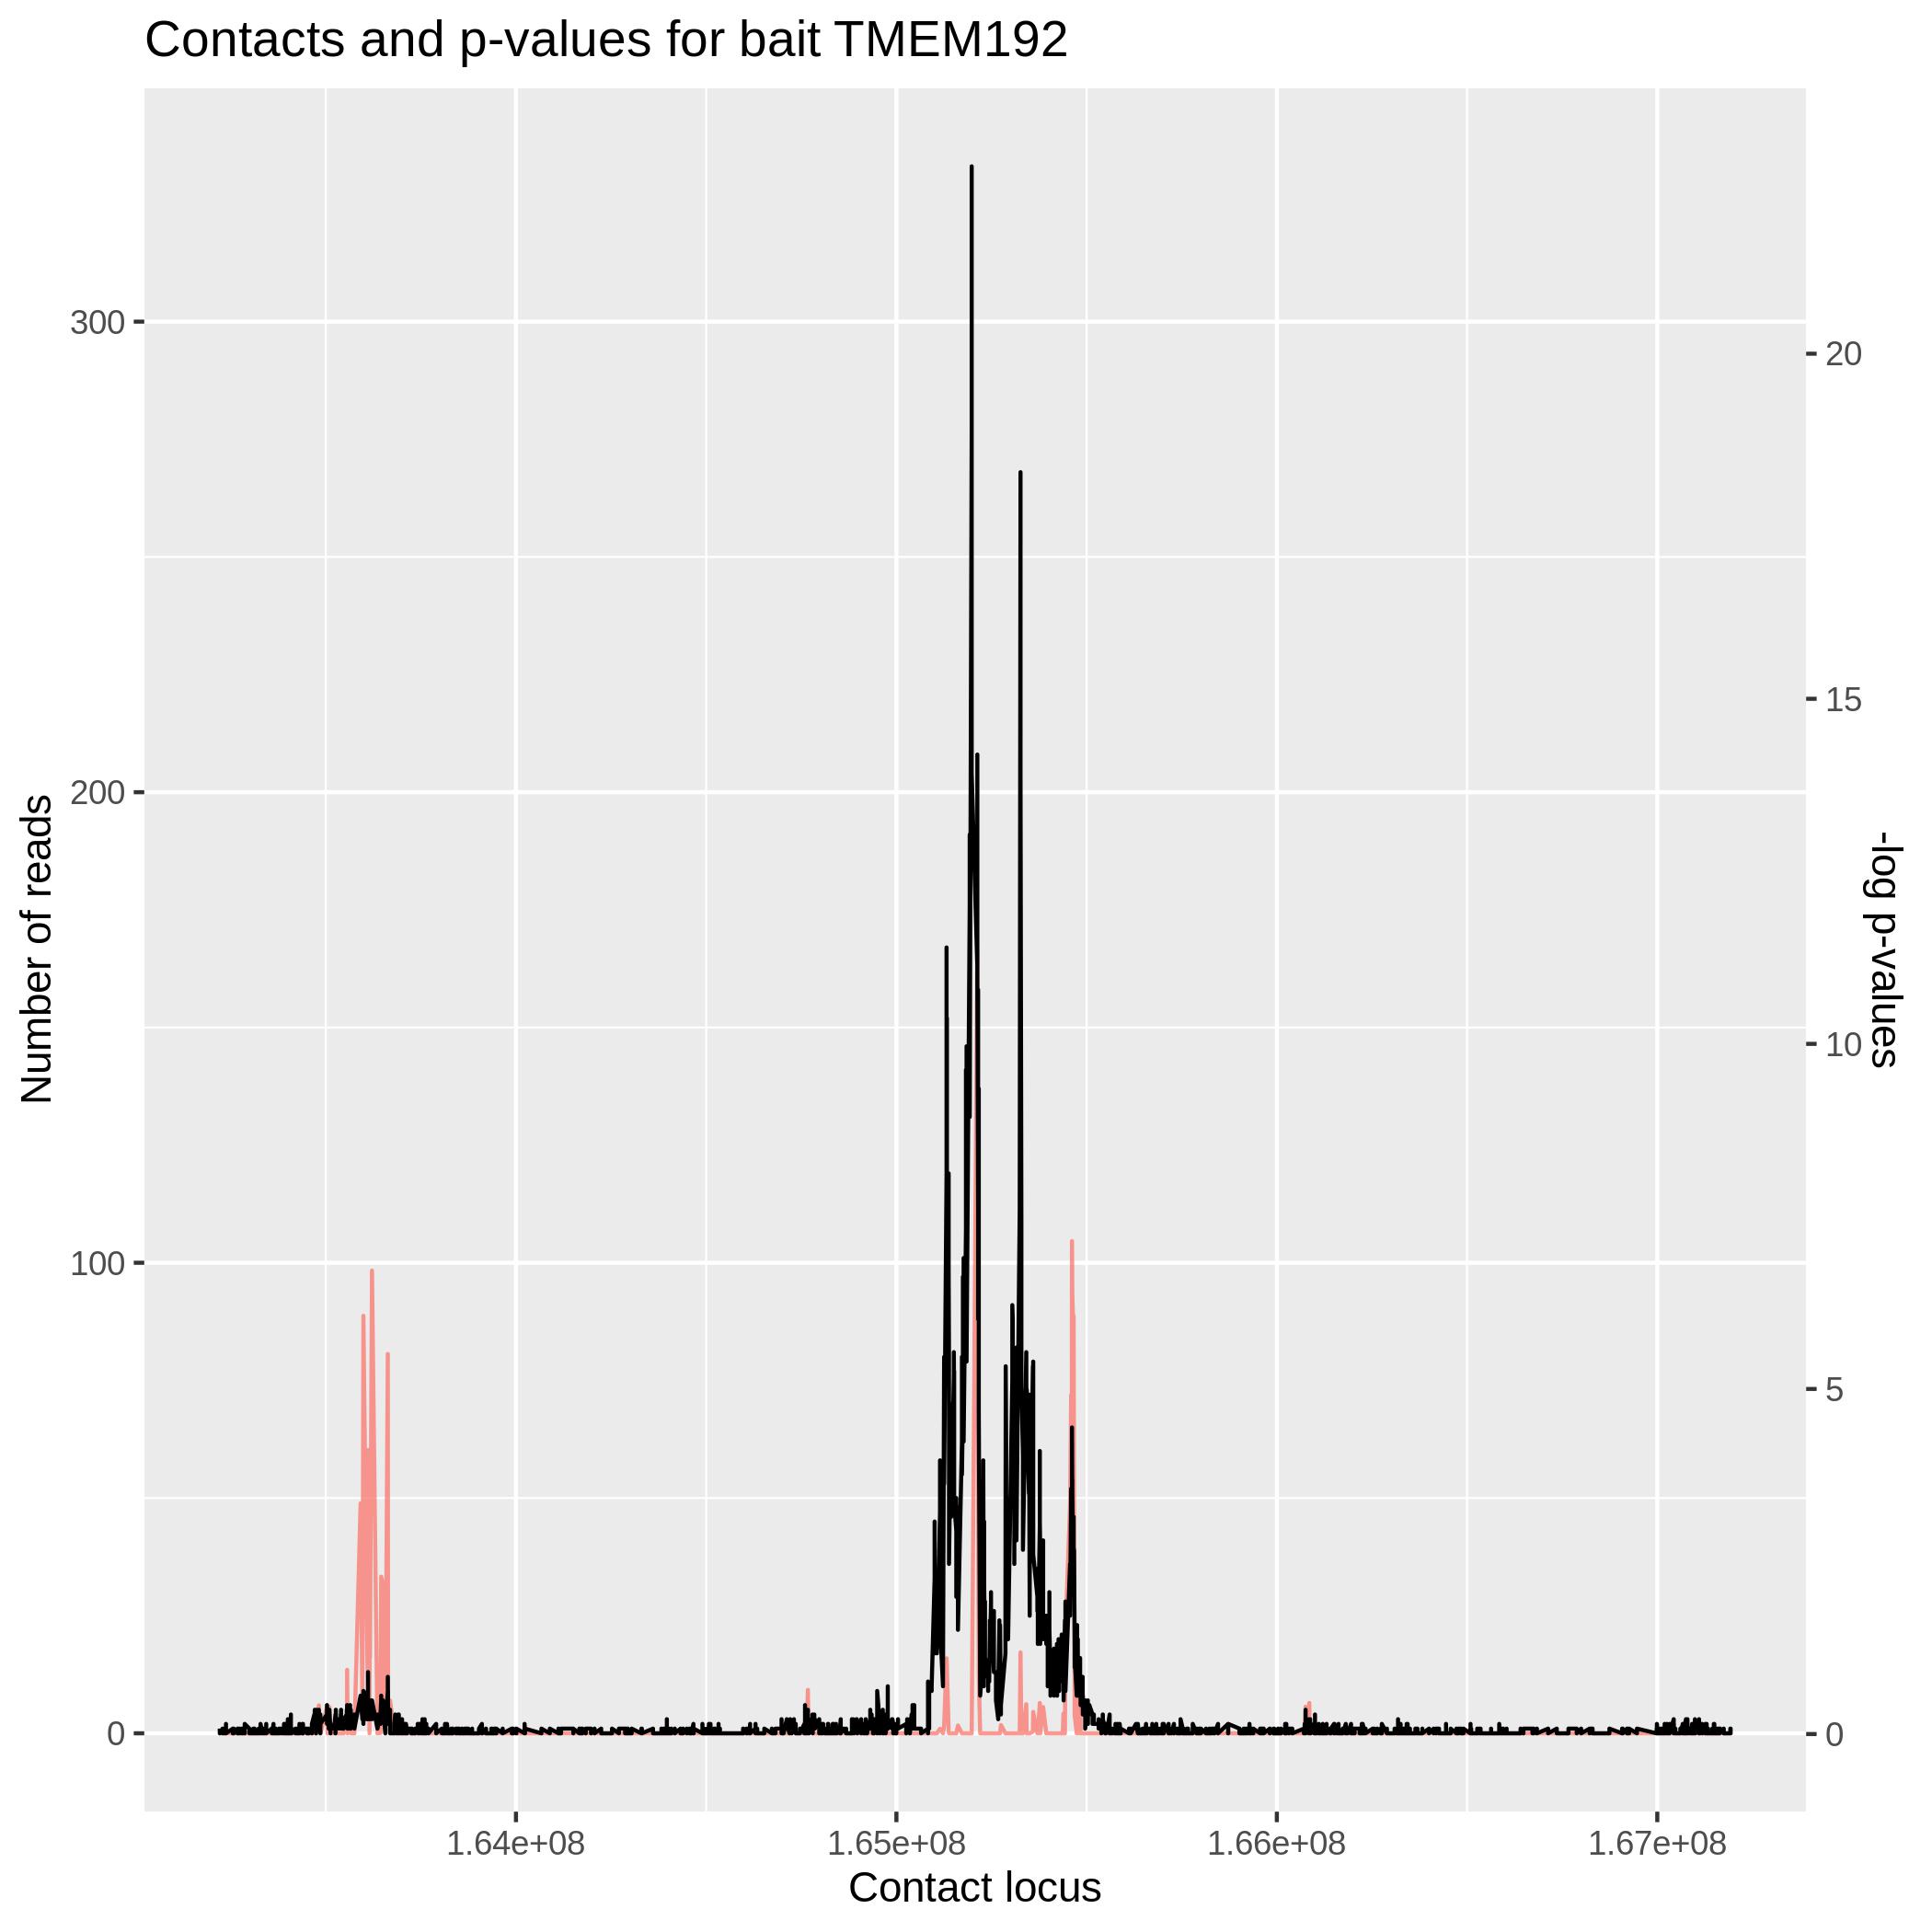 Contacts and p-values for bait TMEM192
Number of reads
300
200
100
0
20
15
10
5
0
-log p-values
1.64e+08
1.65e+08
1.66e+08
1.67e+08
Contact locus